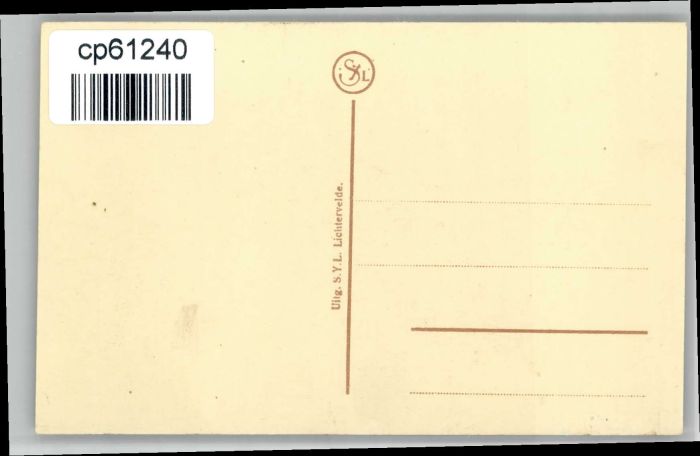 cp61240
SYL
Uitg. S.Y.L. Lichtervelde.